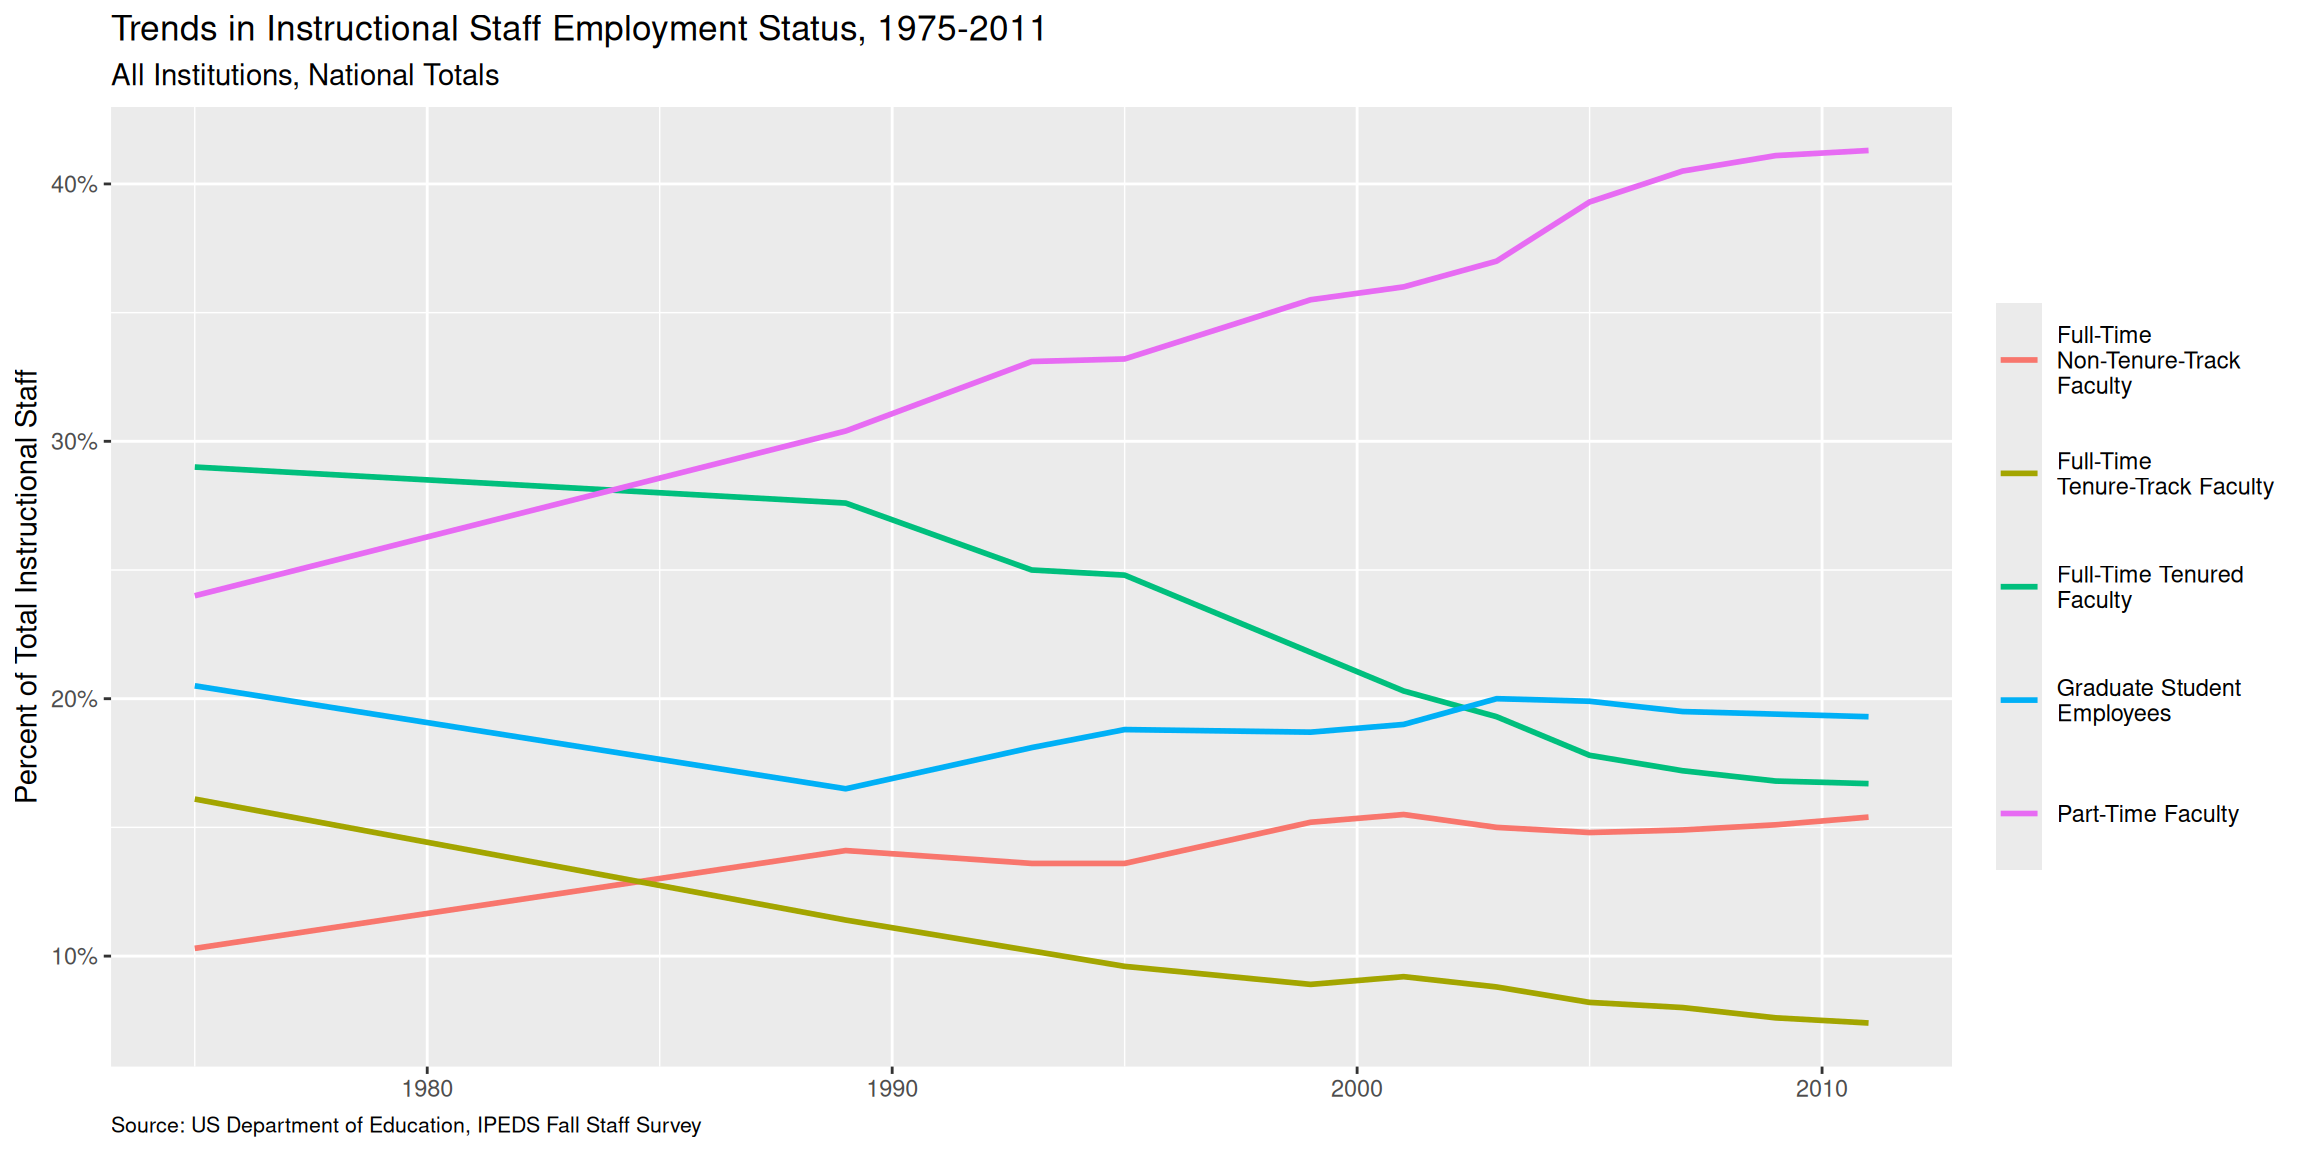 Trends in Instructional Staff Employment Status, 1975-2011
All Institutions, National Totals
Percent of Total Instructional Staff
40%
30%
20%
10%
1980
1990
2000
2010
Full-Time
Non-Tenure-Track
Faculty
Full-Time
Tenure-Track Faculty
Full-Time Tenured
Faculty
Graduate Student
Employees
Part-Time Faculty
Source: US Department of Education, IPEDS Fall Staff Survey